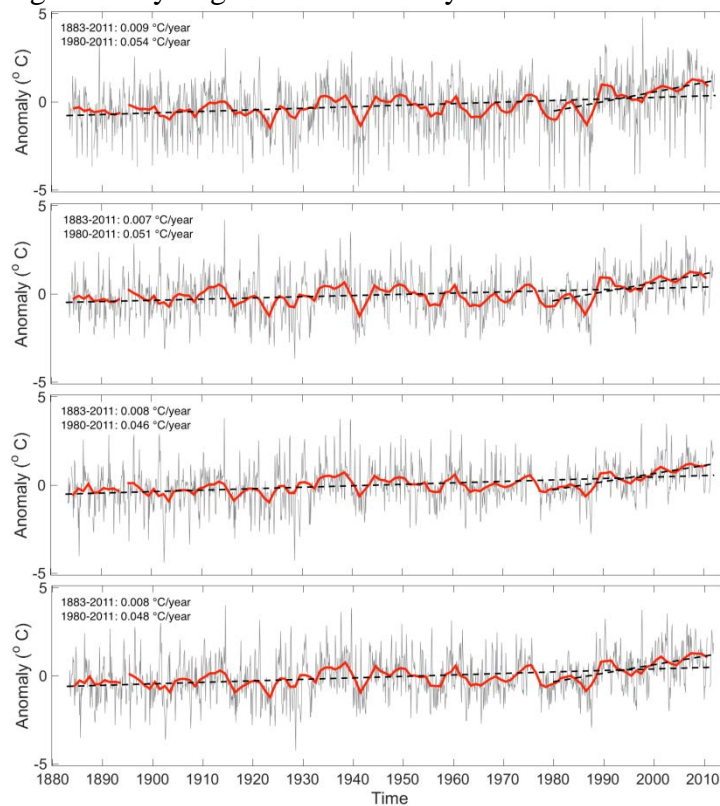 5
1883-2011: 0.009 °C/year
1980-2011: 0.054 °C/year
Anomaly (° C)
0
-5
5
1883-2011: 0.007 °C/year
1980-2011: 0.051 °C/year
Anomaly (° C)
0
-5
5
1883-2011: 0.008 °C/year
1980-2011: 0.046 °C/year
Anomaly (° C)
0
-5
5
1883-2011: 0.008 °C/year
1980-2011: 0.048 °C/year
Anomaly (° C)
0
-5
1880 1890 1900 1910 1920 1930 1940 1950 1960 1970 1980 1990 2000 2010
Time